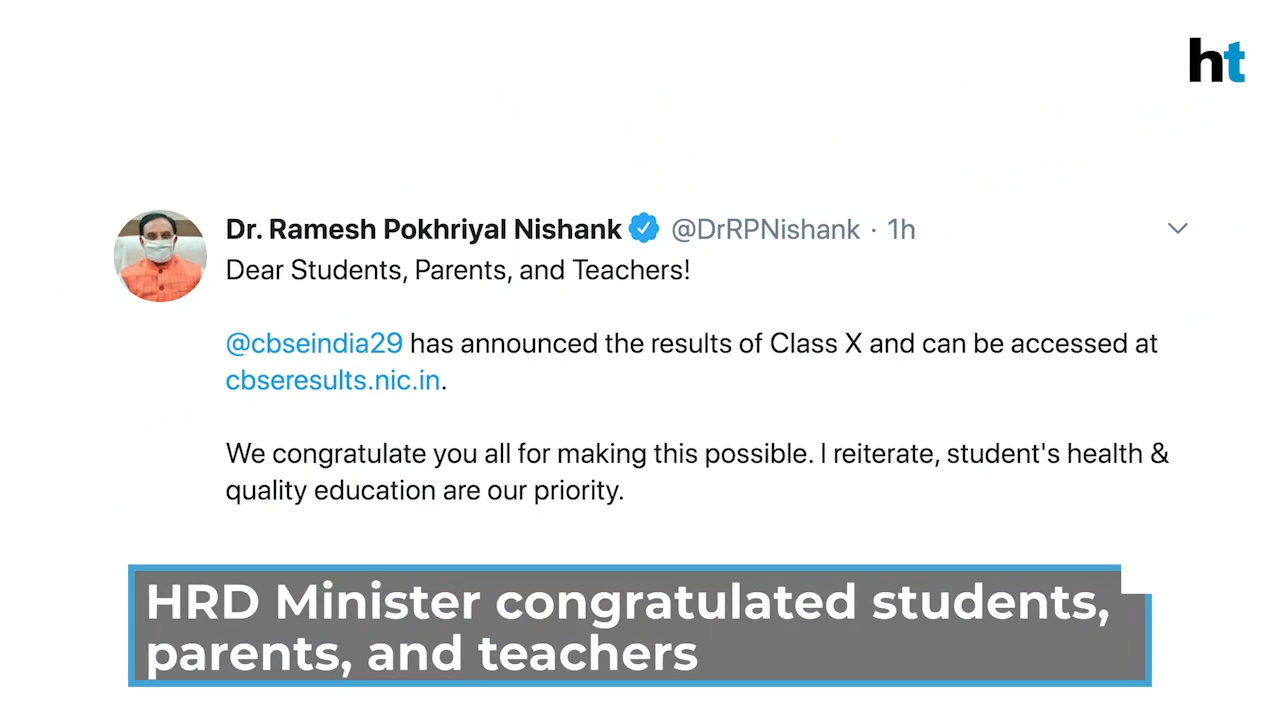 ht
Dr. Ramesh Pokhriyal Nishank @DrRPNishank · 1h
Dear Students, Parents, and Teachers!
@cbseindia29 has announced the results of Class X and can be accessed at
cbseresults.nic.in.
We congratulate you all for making this possible. I reiterate, student's health &
quality education are our priority.
HRD Minister congratulated students,
parents, and teachers